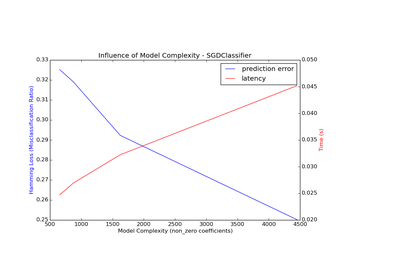 Influence of Model Complexity - SGDClassifier
prediction error
latency
Hamming Loss (Misclassification Ratio)
0.33
0.32
0.31
0.30
0.29
0.28
0.27
0.26
0.25
0.050
0.045
0.040
0.035
0.030
0.025
0.020
Time (s)
500 1000 1500 2000 2500 3000 3500 4000 4500
Model Complexity (non_zero coefficients)